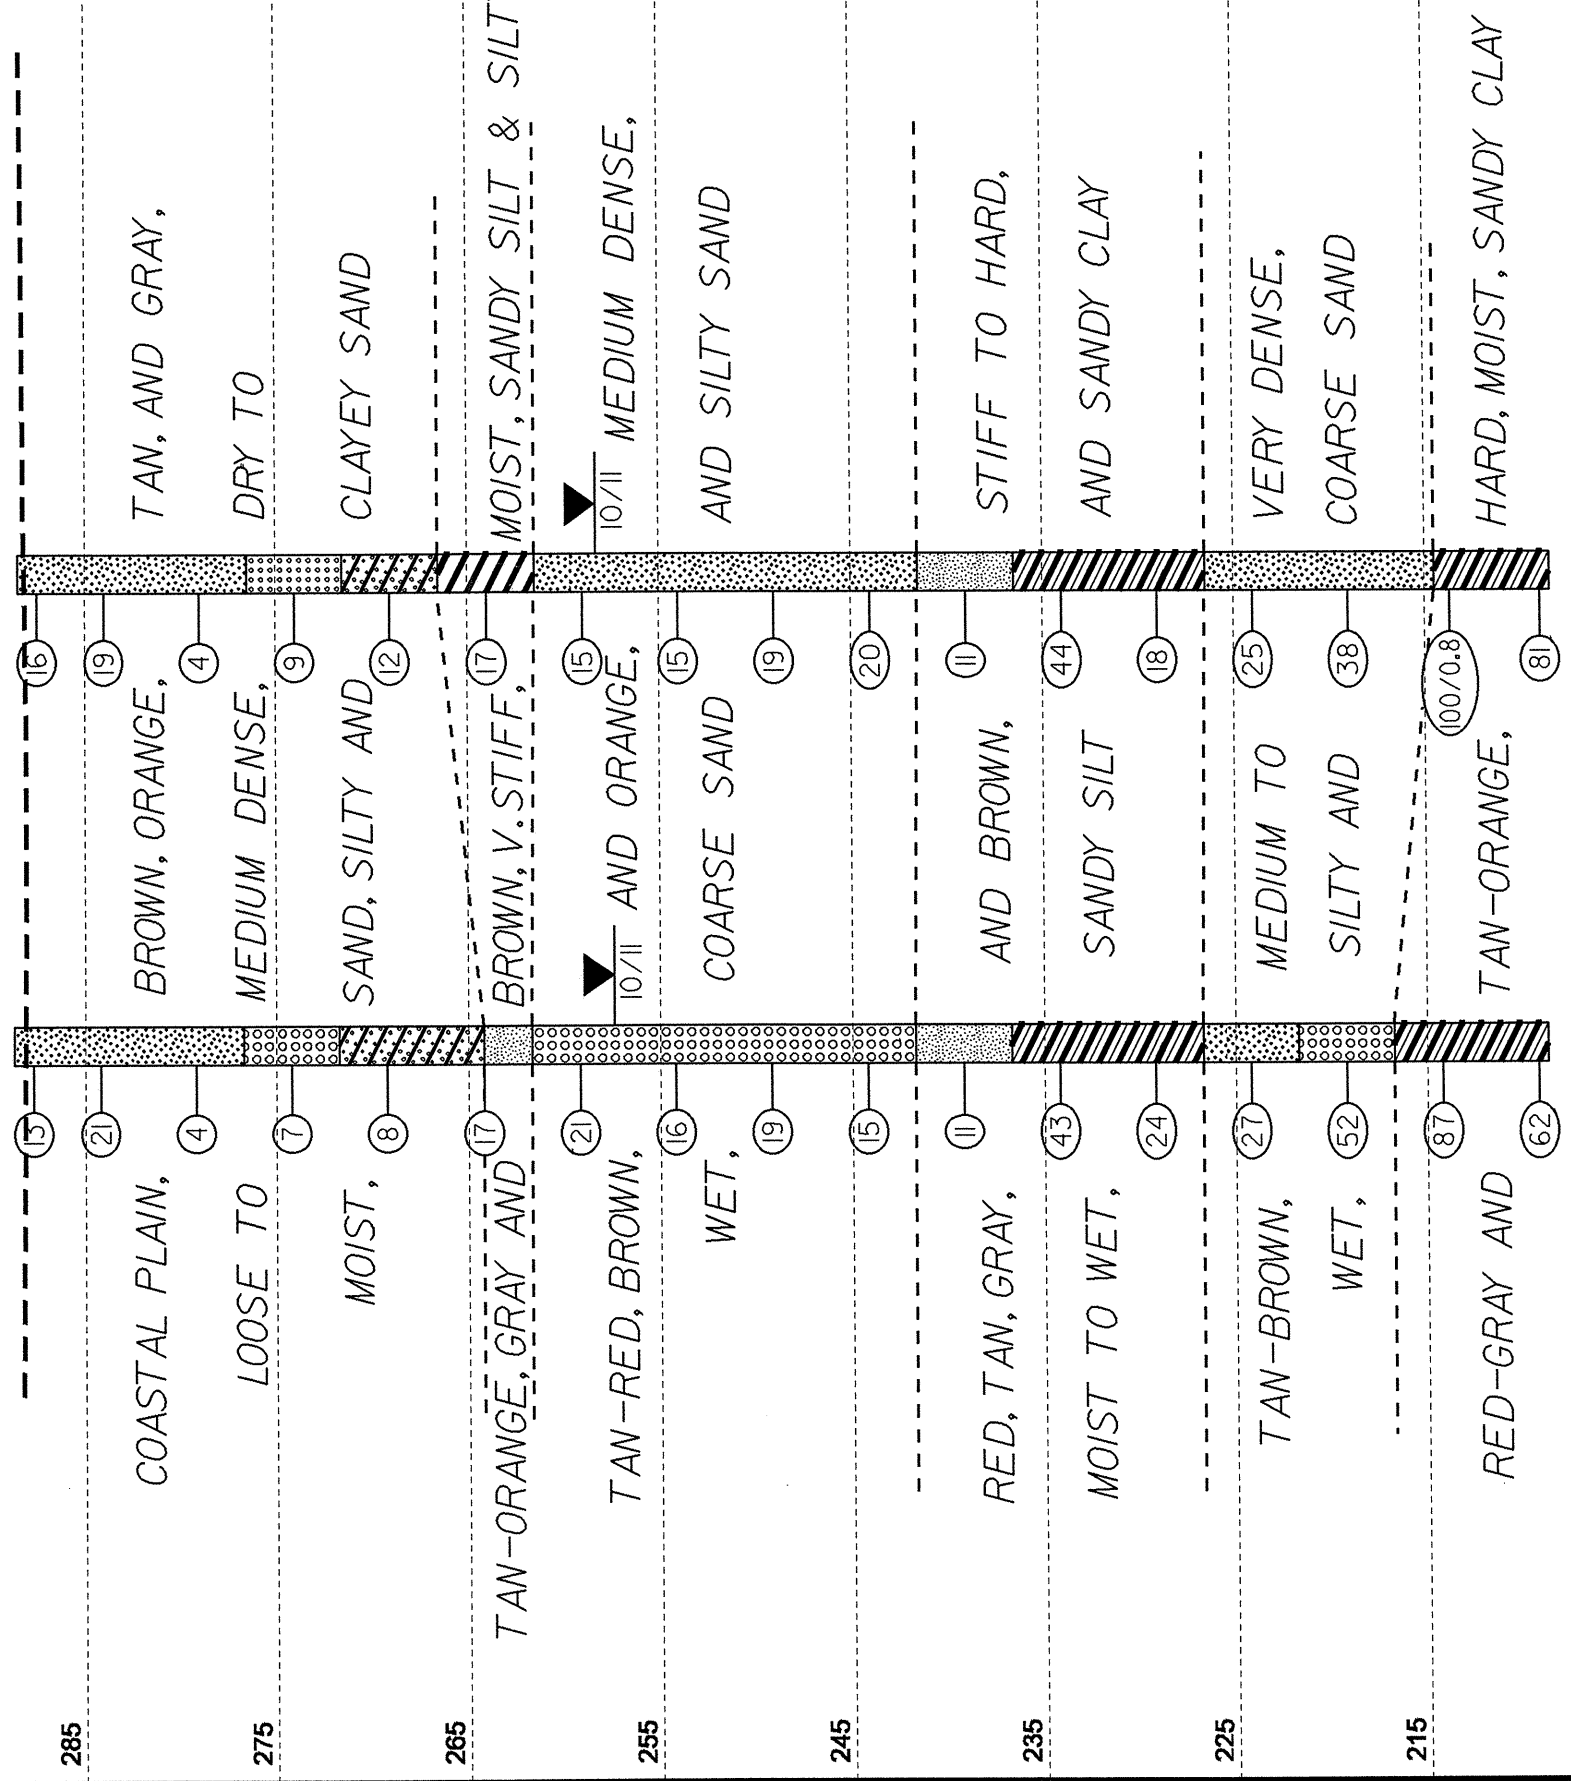 13 16
285
21 19
COASTAL PLAIN, BROWN, ORANGE, TAN, AND GRAY,
4 4
LOOSE TO MEDIUM DENSE, DRY TO
275
7 9
MOIST, SAND, SILTY AND CLAYEY SAND
8 12
265
17 17
TAN-ORANGE, GRAY AND BROWN, V.STIFF, MOIST, SANDY SILT & SILT
21 15
10/11
TAN-RED, BROWN, AND ORANGE, MEDIUM DENSE,
10/11
255
16 15
WET, COARSE SAND AND SILTY SAND
19 19
245
15 20
11 11
RED, TAN, GRAY, AND BROWN, STIFF TO HARD,
235
43 44
MOIST TO WET, SANDY SILT AND SANDY CLAY
24 18
225
27 25
TAN-BROWN, MEDIUM TO VERY DENSE,
52 38
WET, SILTY AND COARSE SAND
215
87 100/0.8
RED-GRAY AND TAN-ORANGE, HARD, MOIST, SANDY CLAY
62 81